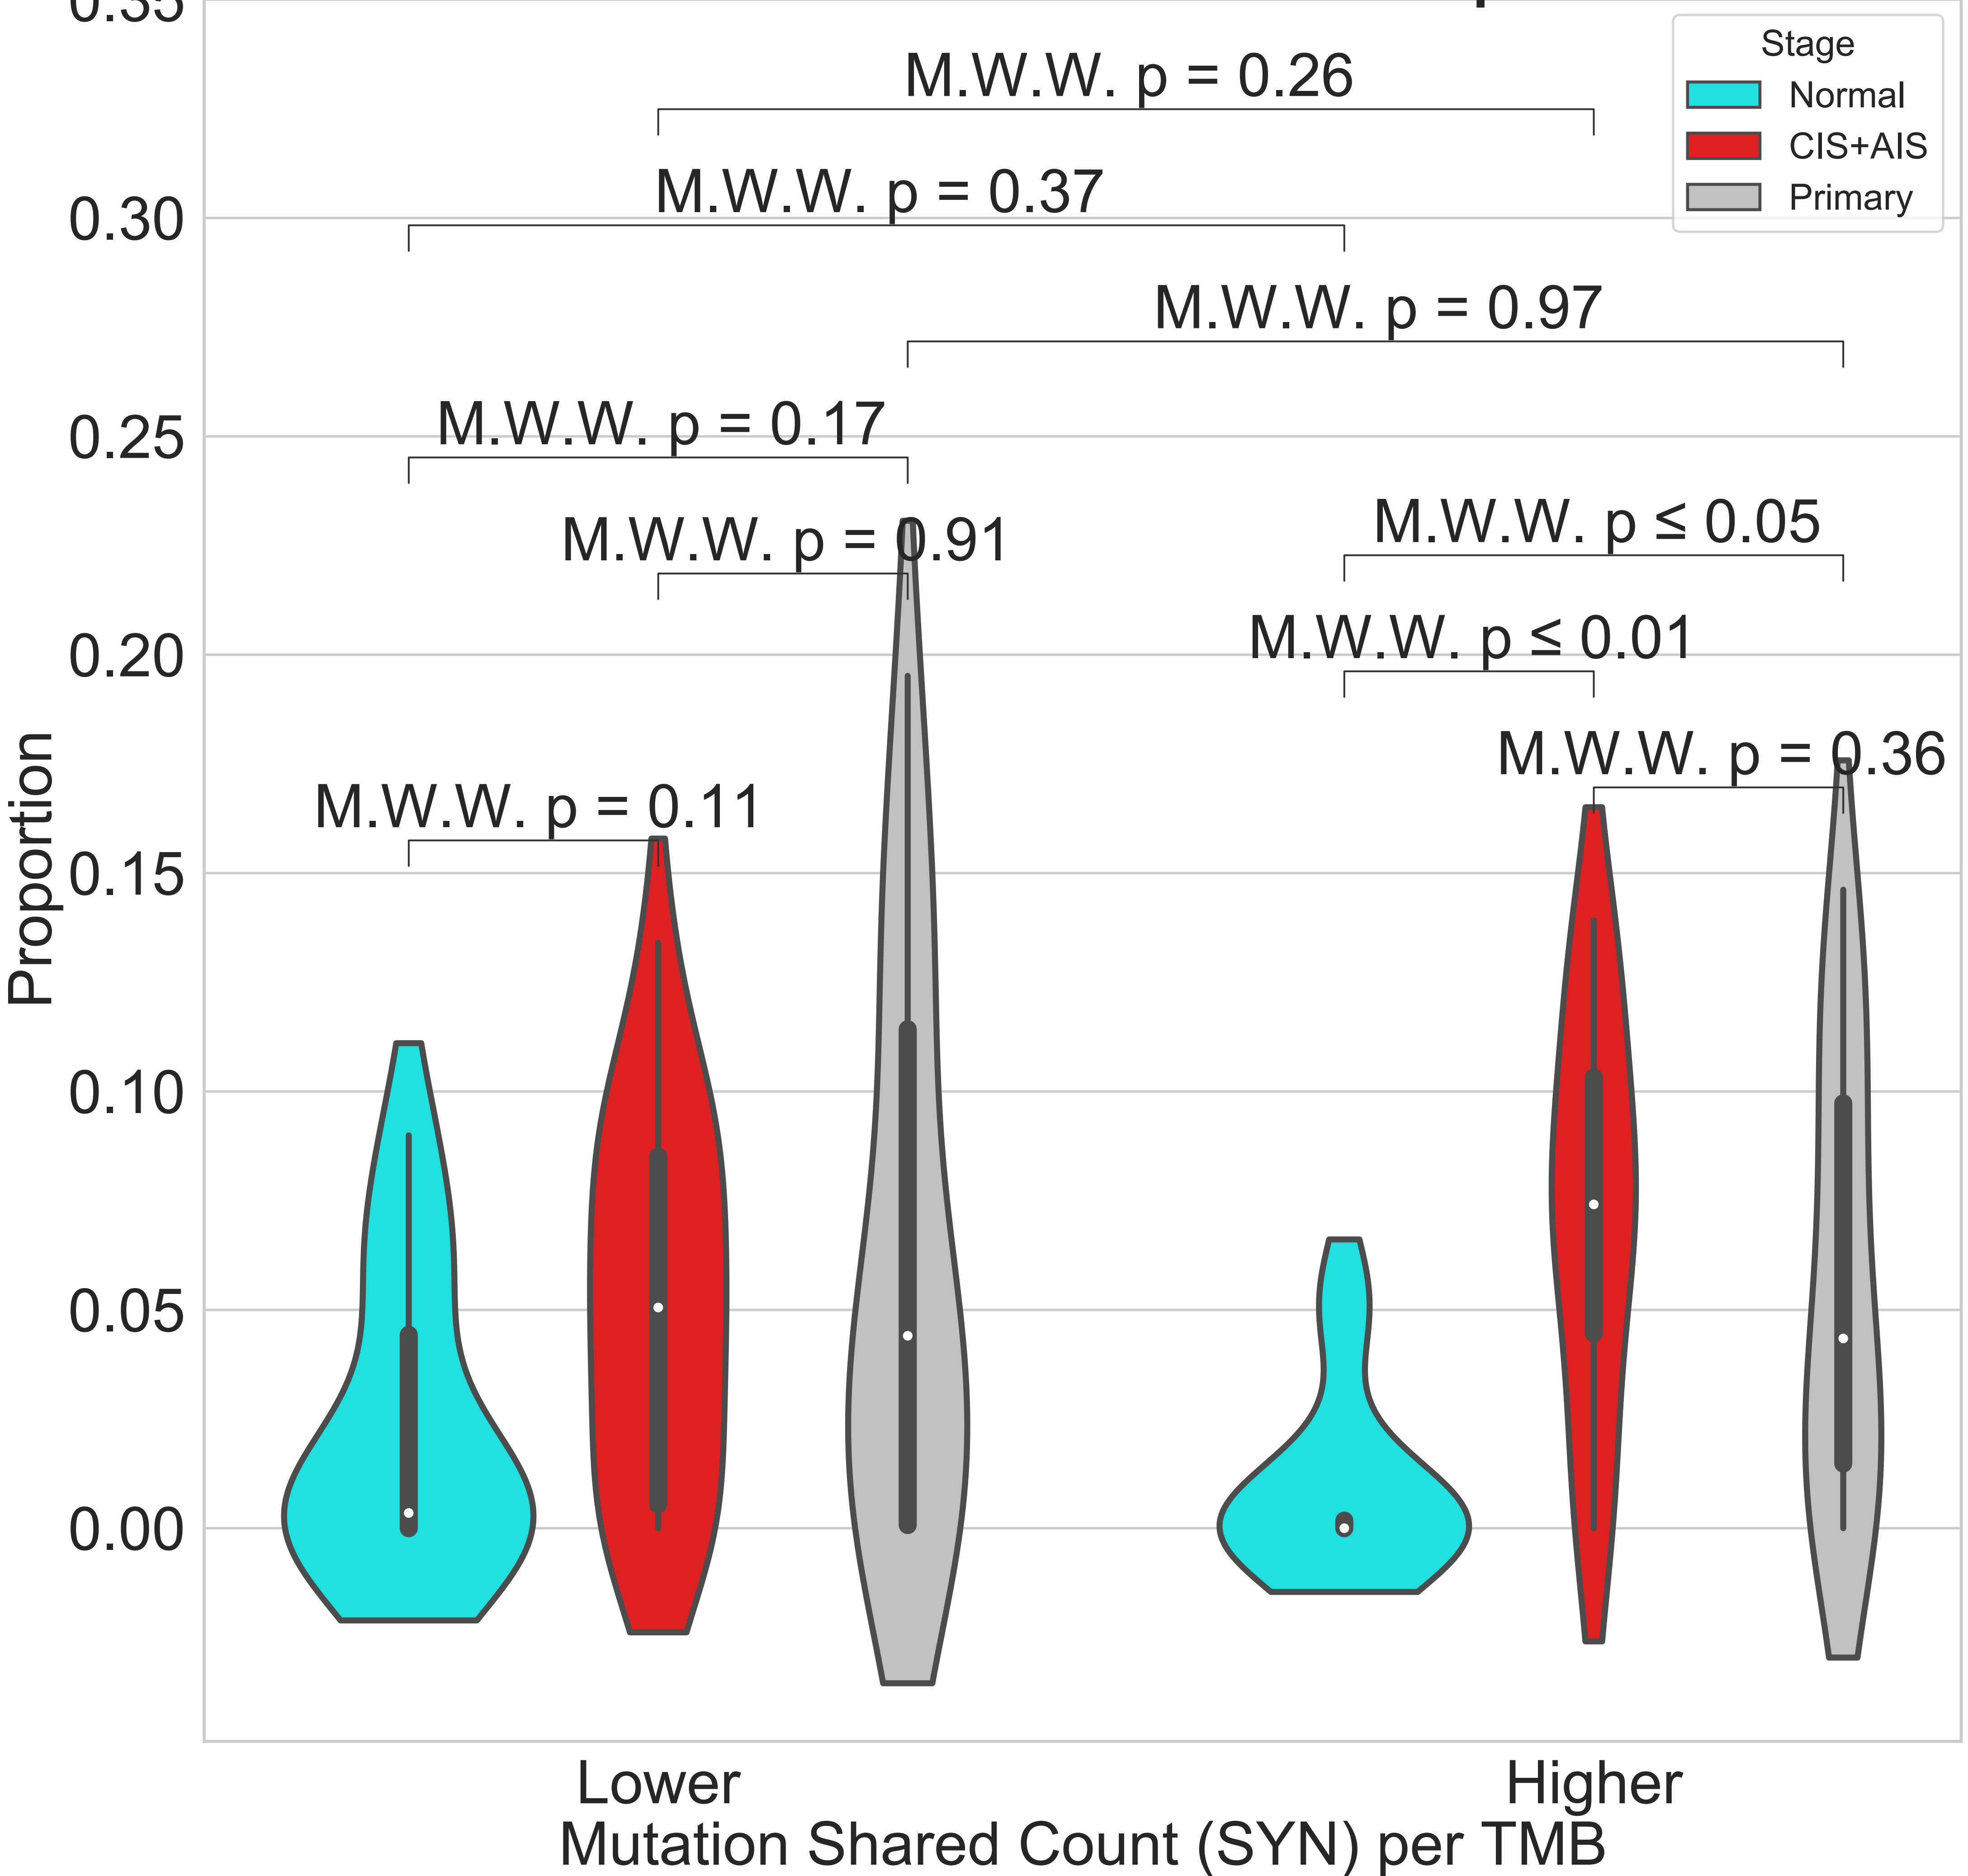 0.35
Stage
Normal
CIS+AIS
Primary
M.W.W. p = 0.26
M.W.W. p = 0.37
0.30
M.W.W. p = 0.97
M.W.W. p = 0.17
0.25
M.W.W. p = 0.91
M.W.W. p ≤ 0.05
M.W.W. p ≤ 0.01
0.20
M.W.W. p = 0.36
M.W.W. p = 0.11
0.15
0.10
0.05
0.00
Proportion
Lower
Higher
Mutation Shared Count (SYN) per TMB